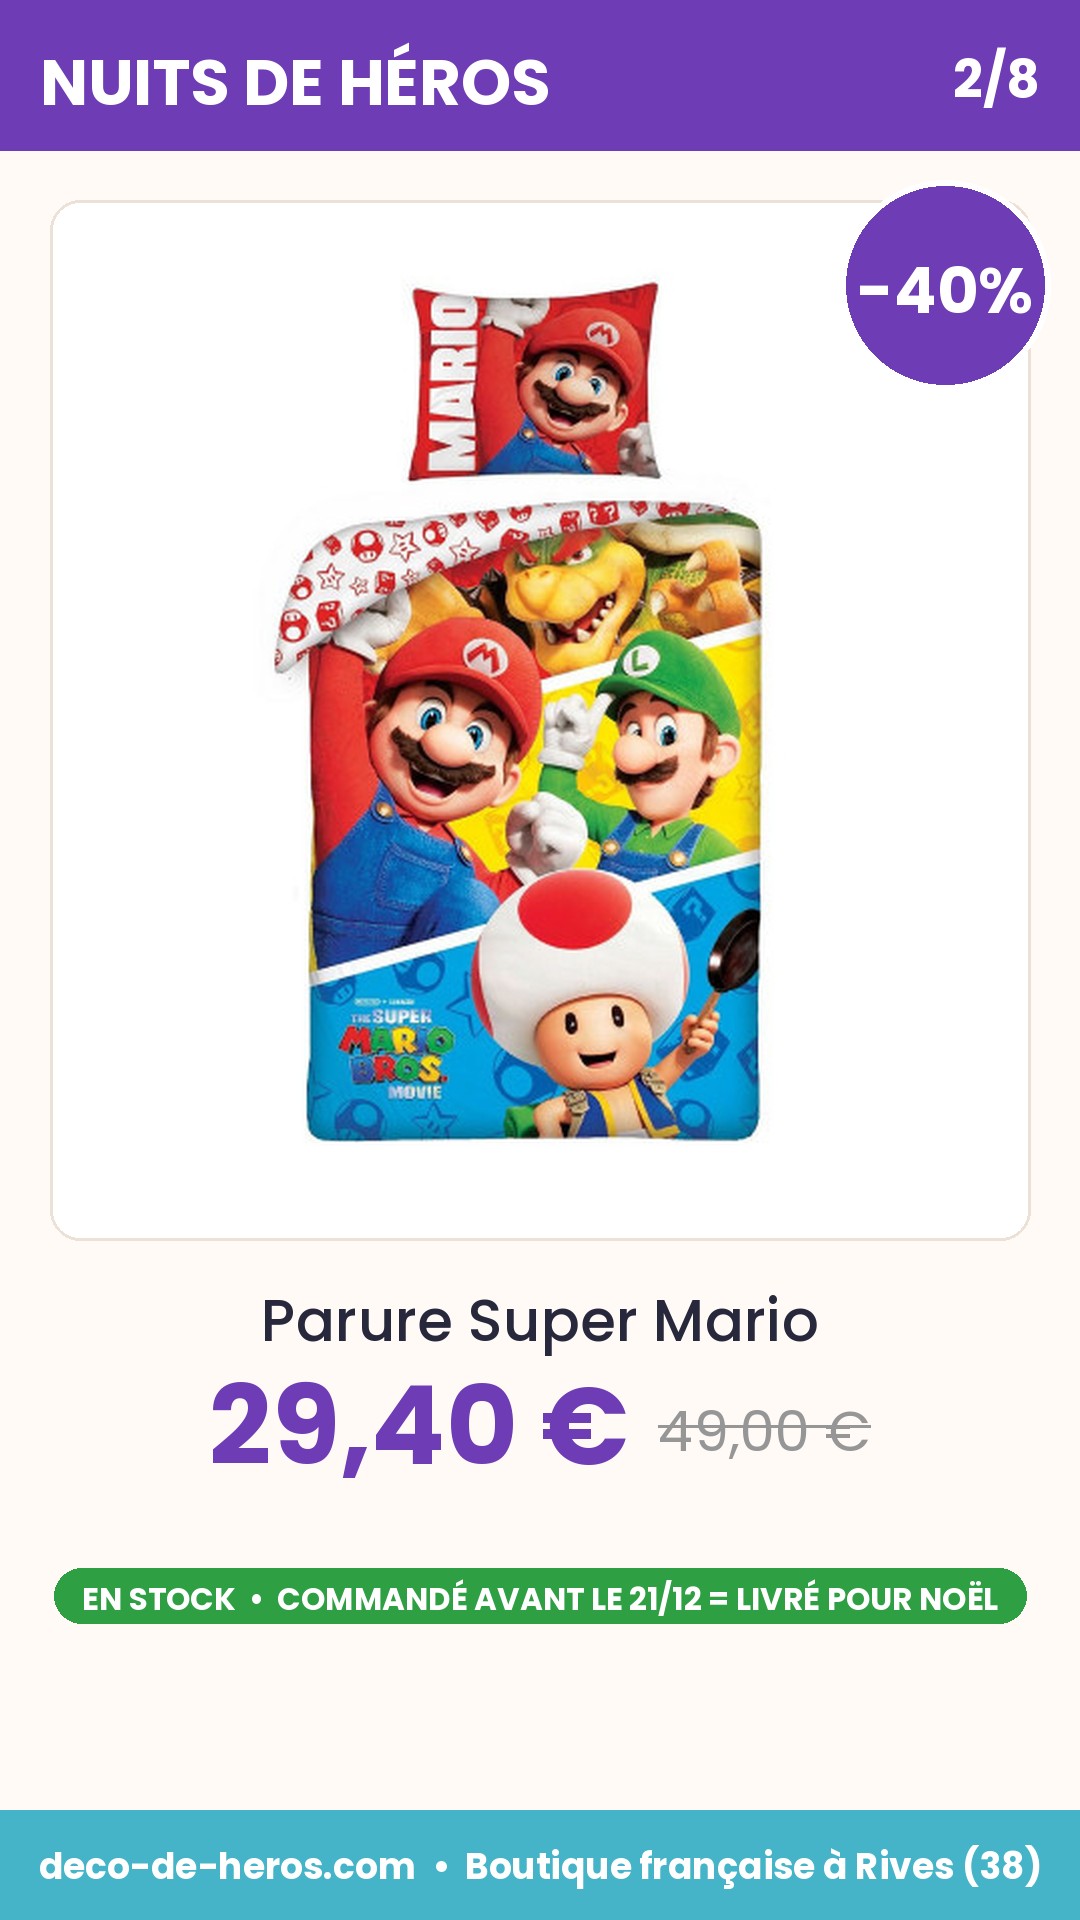 NUITS DE HÉROS
2/8
-40%
MARIO
M
M
L
THE SUPER
MARIO
BROS.
MOVIE
Parure Super Mario
29,40 € 49,00 €
EN STOCK • COMMANDÉ AVANT LE 21/12 = LIVRÉ POUR NOËL
deco-de-heros.com • Boutique française à Rives (38)